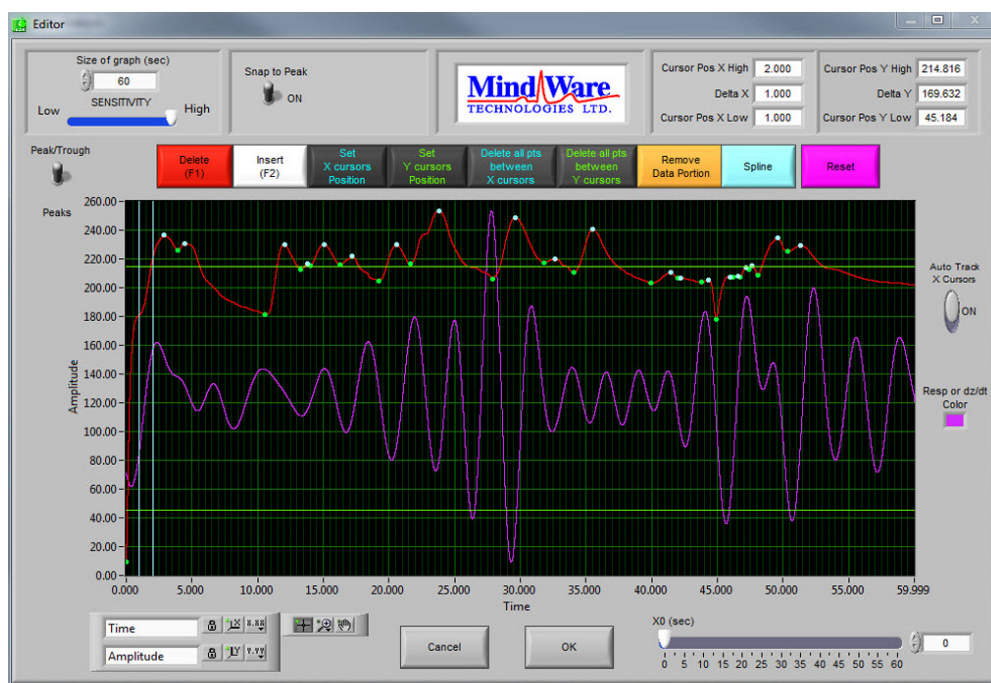 Editor
Size of graph (sec)
60
SENSITIVITY
Low
High
Snap to Peak
ON
MindWare
TECHNOLOGIES LTD.
Cursor Pos X High 2.000
Delta X 1.000
Cursor Pos X Low 1.000
Cursor Pos Y High 214.816
Delta Y 169.632
Cursor Pos Y Low 45.184
Peak/Trough
Delete
(F1)
Insert
(F2)
Set
X cursors
Position
Set
Y cursors
Position
Delete all pts
between
X cursors
Delete all pts
between
Y cursors
Remove
Data Portion
Spline
Reset
Peaks
260.00
240.00
220.00
200.00
180.00
160.00
140.00
120.00
100.00
80.00
60.00
40.00
20.00
0.00
Amplitude
0.000 5.000 10.000 15.000 20.000 25.000 30.000 35.000 40.000 45.000 50.000 55.000 59.999
Time
Auto Track
X Cursors
ON
Resp or dz/dt
Color
Time
Amplitude
Cancel
OK
X0 (sec)
0 5 10 15 20 25 30 35 40 45 50 55 60
0